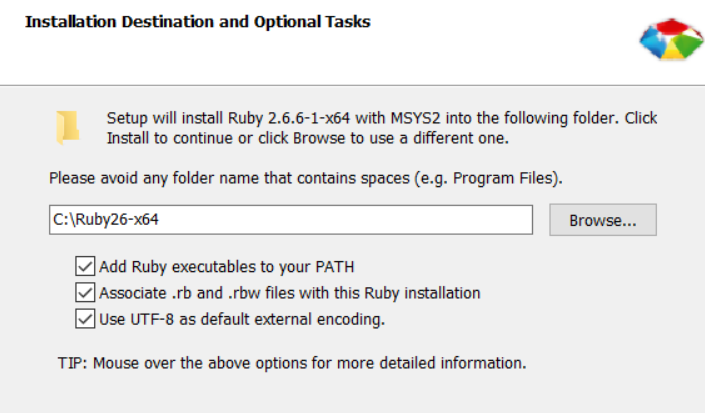 Installation Destination and Optional Tasks
Setup will install Ruby 2.6.6-1-x64 with MSYS2 into the following folder. Click
Install to continue or click Browse to use a different one.
Please avoid any folder name that contains spaces (e.g. Program Files).
C:\Ruby26-x64
Browse...
Add Ruby executables to your PATH
Associate .rb and .rbw files with this Ruby installation
Use UTF-8 as default external encoding.
TIP: Mouse over the above options for more detailed information.